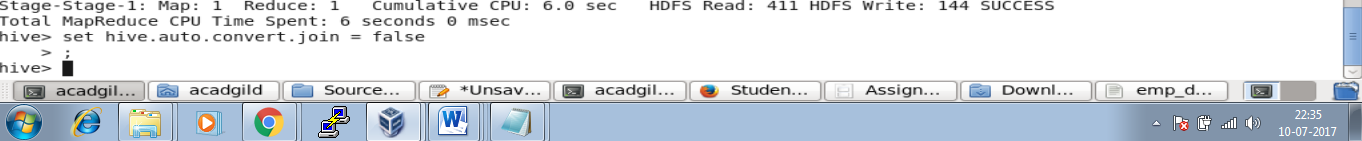 Stage-Stage-1: Map: 1  Reduce: 1   Cumulative CPU: 6.0 sec   HDFS Read: 411 HDFS Write: 144 SUCCESS
Total MapReduce CPU Time Spent: 6 seconds 0 msec
hive> set hive.auto.convert.join = false
    > ;
hive>
acadgil... acadgild Source... *Unsav... acadgil... Studen... Assign... Downl... emp_d...
22:35
10-07-2017